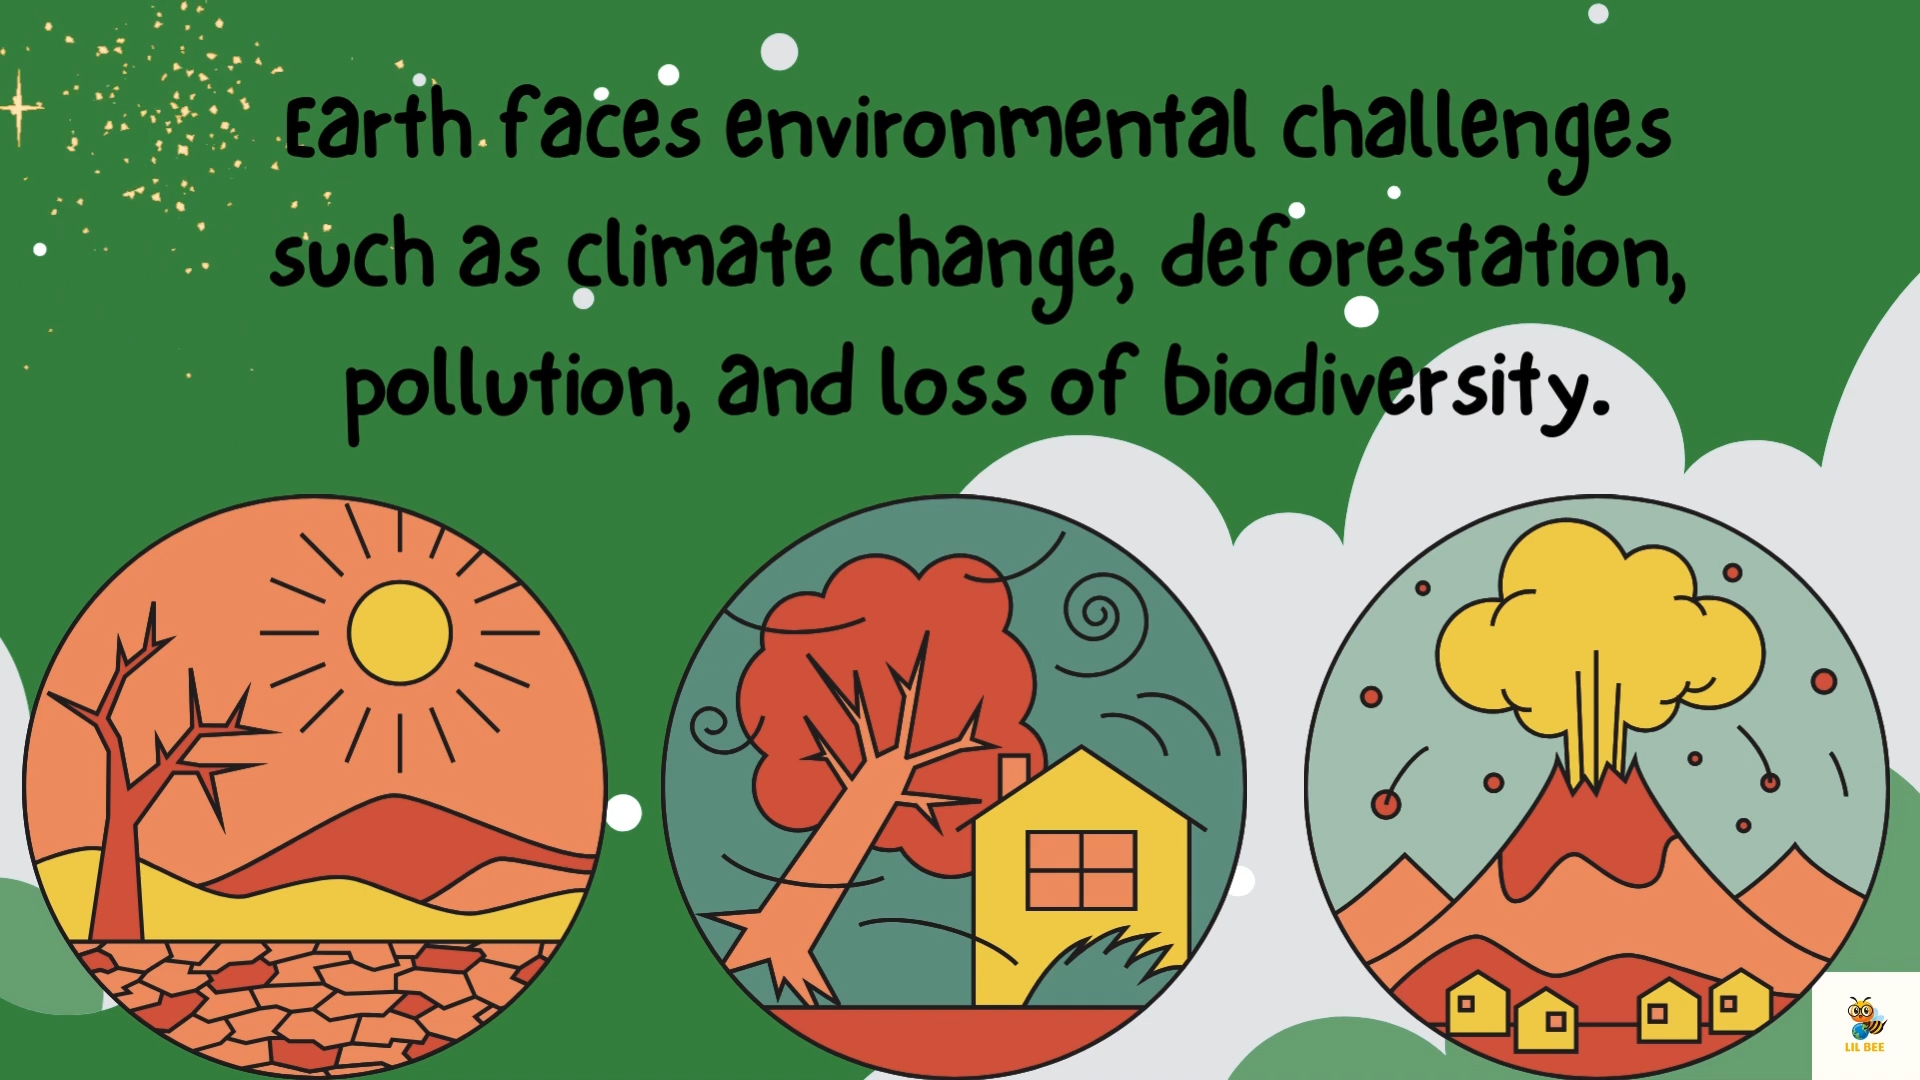 Earth faces environmental challenges
such as climate change, deforestation,
pollution, and loss of biodiversity.
LIL BEE